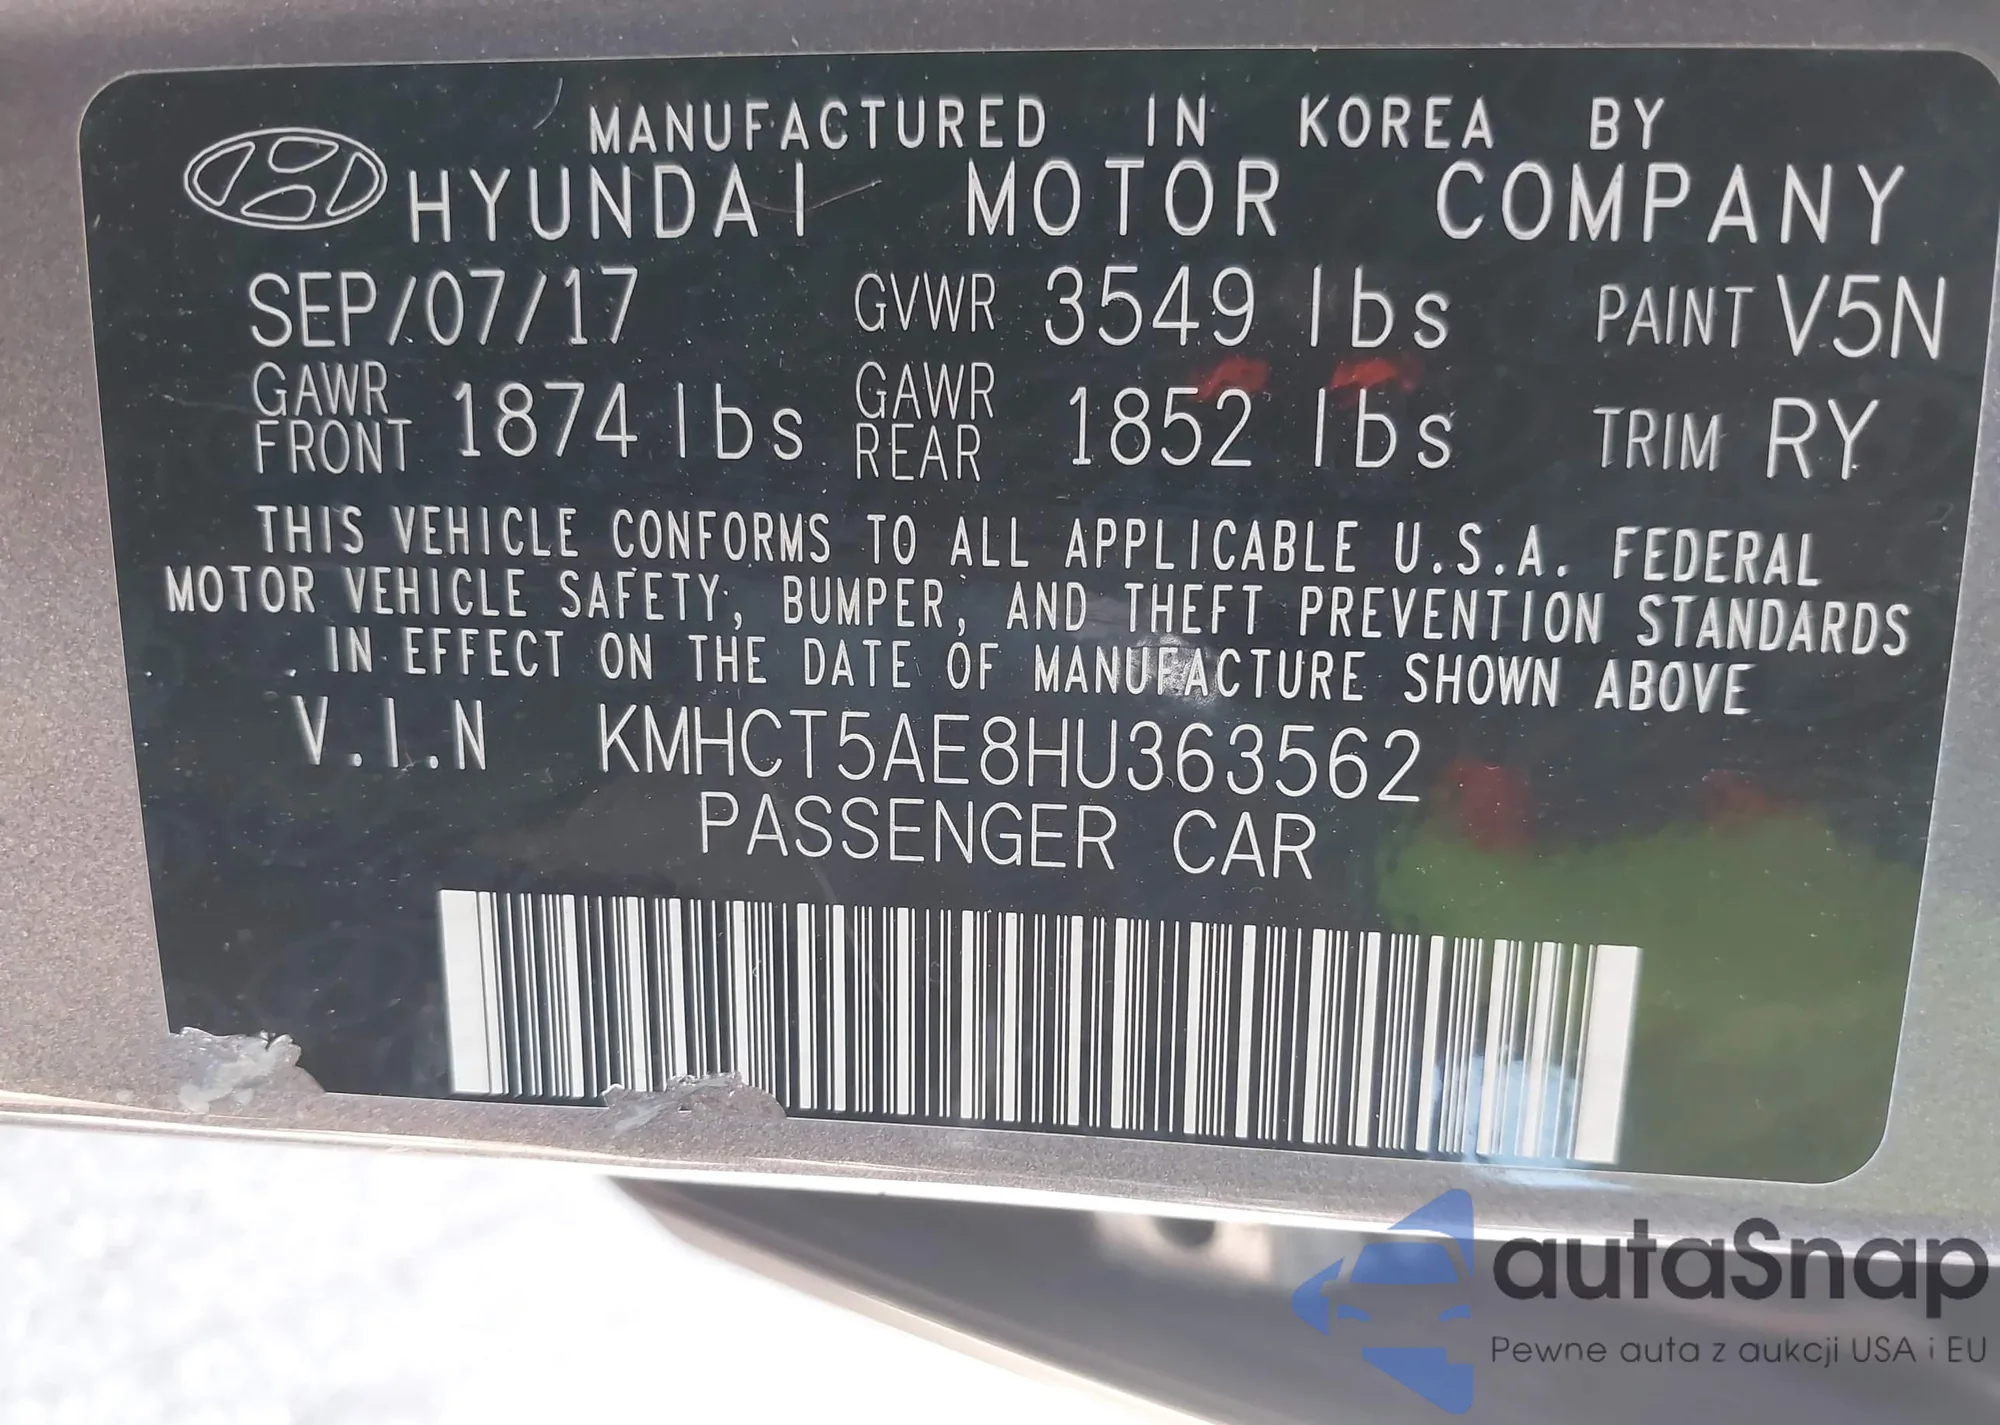 MANUFACTURED IN KOREA BY
HYUNDAI MOTOR COMPANY
SEP/07/17 GVWR 3549 lbs PAINT V5N
GAWR FRONT 1874 lbs GAWR REAR 1852 lbs TRIM RY
THIS VEHICLE CONFORMS TO ALL APPLICABLE U.S.A. FEDERAL
MOTOR VEHICLE SAFETY, BUMPER, AND THEFT PREVENTION STANDARDS
IN EFFECT ON THE DATE OF MANUFACTURE SHOWN ABOVE
V.I.N KMHCT5AE8HU363562
PASSENGER CAR
autaSnap
Pewne auta z aukcji USA i EU